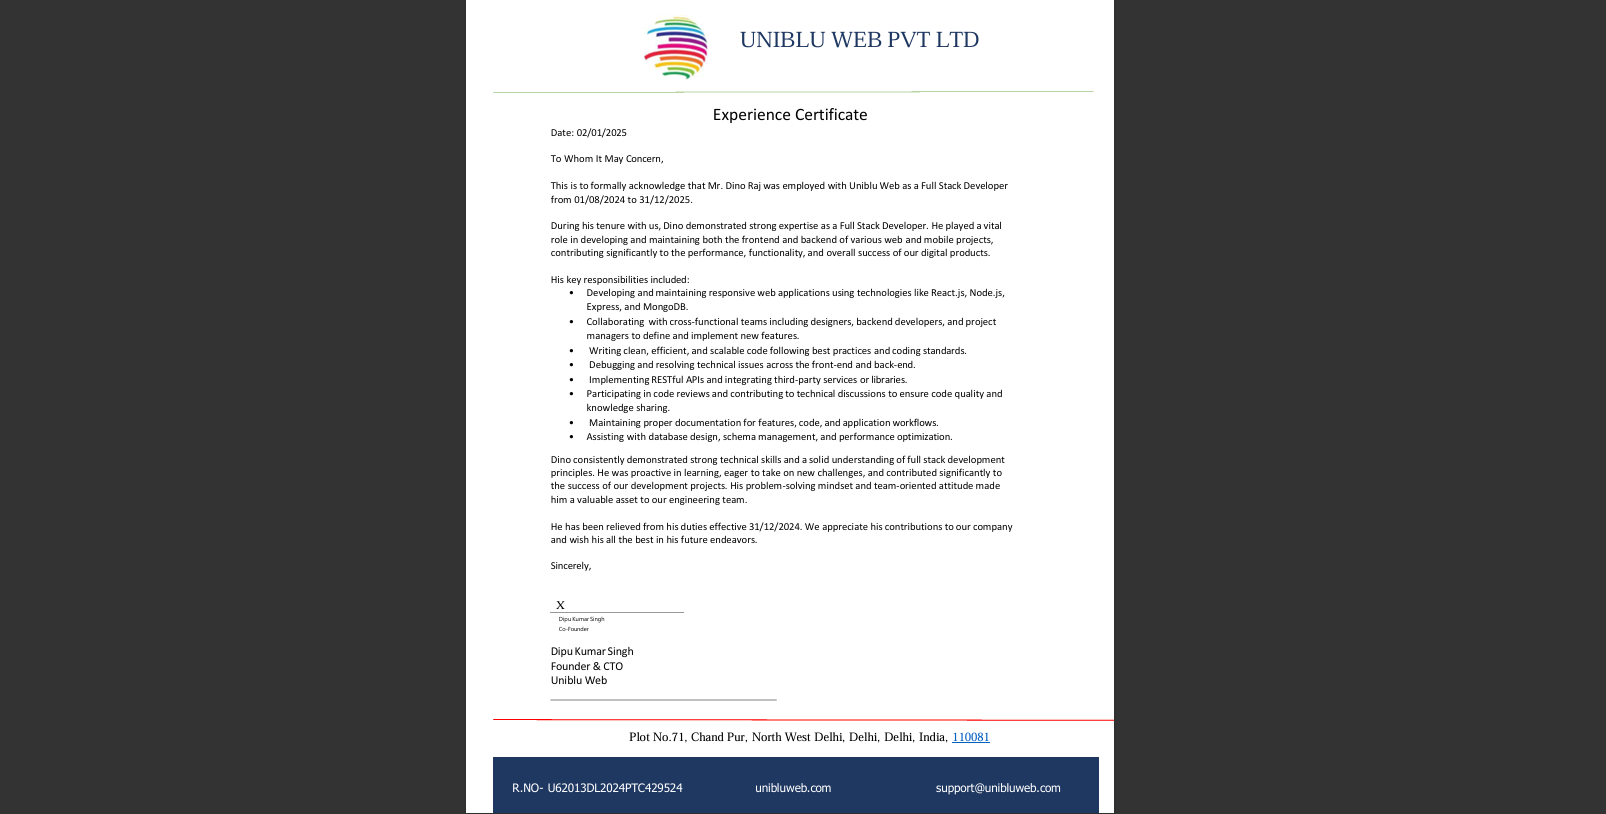 UNIBLU WEB PVT LTD
Experience Certificate
Date: 02/01/2025
To Whom It May Concern,
This is to formally acknowledge that Mr. Dino Raj was employed with Uniblu Web as a Full Stack Developer
from 01/08/2024 to 31/12/2025.
During his tenure with us, Dino demonstrated strong expertise as a Full Stack Developer. He played a vital
role in developing and maintaining both the frontend and backend of various web and mobile projects,
contributing significantly to the performance, functionality, and overall success of our digital products.
His key responsibilities included:
• Developing and maintaining responsive web applications using technologies like React.js, Node.js,
Express, and MongoDB.
• Collaborating with cross-functional teams including designers, backend developers, and project
managers to define and implement new features.
• Writing clean, efficient, and scalable code following best practices and coding standards.
• Debugging and resolving technical issues across the front-end and back-end.
• Implementing RESTful APIs and integrating third-party services or libraries.
• Participating in code reviews and contributing to technical discussions to ensure code quality and
knowledge sharing.
• Maintaining proper documentation for features, code, and application workflows.
• Assisting with database design, schema management, and performance optimization.
Dino consistently demonstrated strong technical skills and a solid understanding of full stack development
principles. He was proactive in learning, eager to take on new challenges, and contributed significantly to
the success of our development projects. His problem-solving mindset and team-oriented attitude made
him a valuable asset to our engineering team.
He has been relieved from his duties effective 31/12/2024. We appreciate his contributions to our company
and wish his all the best in his future endeavors.
Sincerely,
X
Dipu Kumar Singh
Co-Founder
Dipu Kumar Singh
Founder & CTO
Uniblu Web
Plot No.71, Chand Pur, North West Delhi, Delhi, Delhi, India, 110081
R.NO- U62013DL2024PTC429524 unibluweb.com support@unibluweb.com